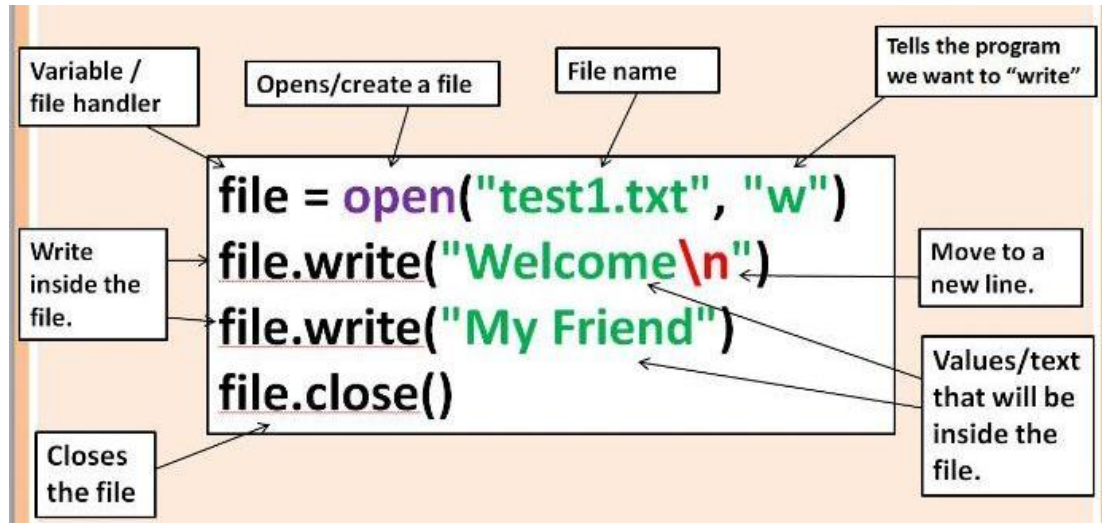 Variable /
file handler
Opens/create a file
File name
Tells the program
we want to “write”
file = open("test1.txt", "w")
Write
inside the
file.
file.write("Welcome\n")
Move to a
new line.
file.write("My Friend")
file.close()
Values/text
that will be
inside the
file.
Closes
the file